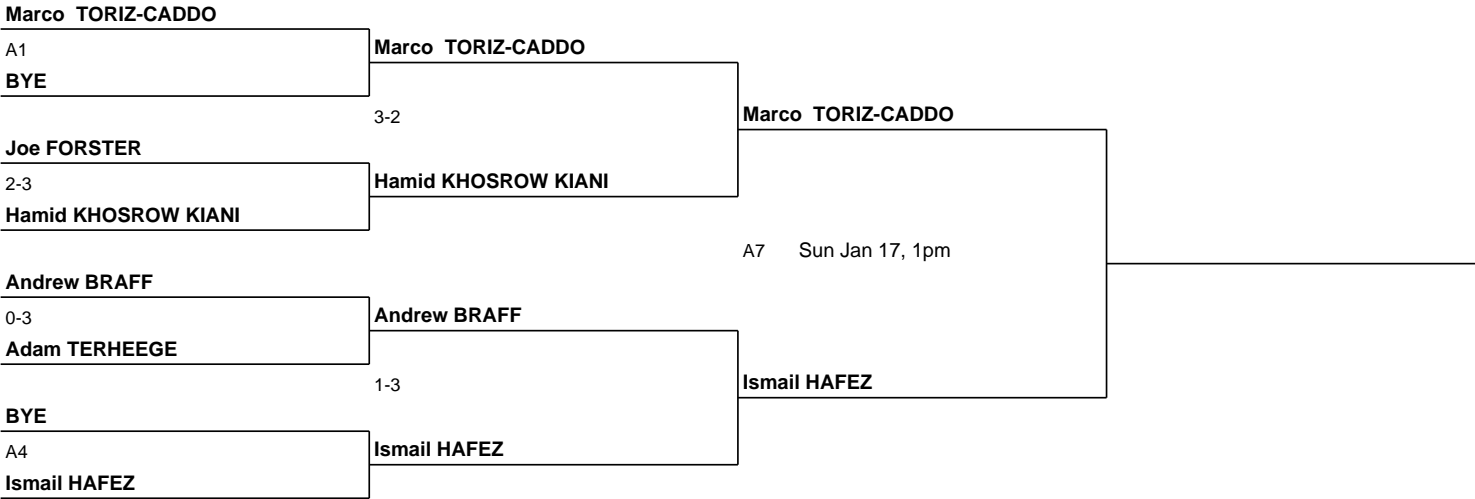 Marco TORIZ-CADDO
A1
BYE
Marco TORIZ-CADDO
3-2
Hamid KHOSROW KIANI
Joe FORSTER
2-3
Hamid KHOSROW KIANI
Marco TORIZ-CADDO
A7 Sun Jan 17, 1pm
Ismail HAFEZ
Andrew BRAFF
0-3
Adam TERHEEGE
Andrew BRAFF
1-3
Ismail HAFEZ
BYE
A4
Ismail HAFEZ